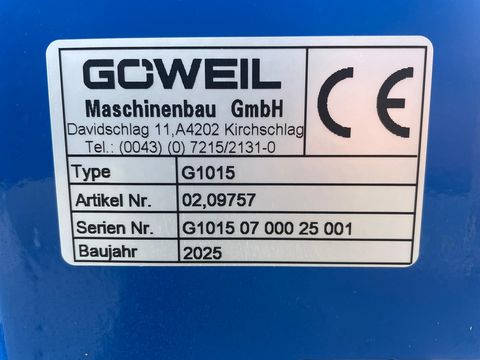 GÖWEIL
Maschinenbau GmbH
Davidschlag 11,A4202 Kirchschlag
Tel.: (0043) (0) 7215/2131-0
CE
Type G1015
Artikel Nr. 02,09757
Serien Nr. G1015 07 000 25 001
Baujahr 2025